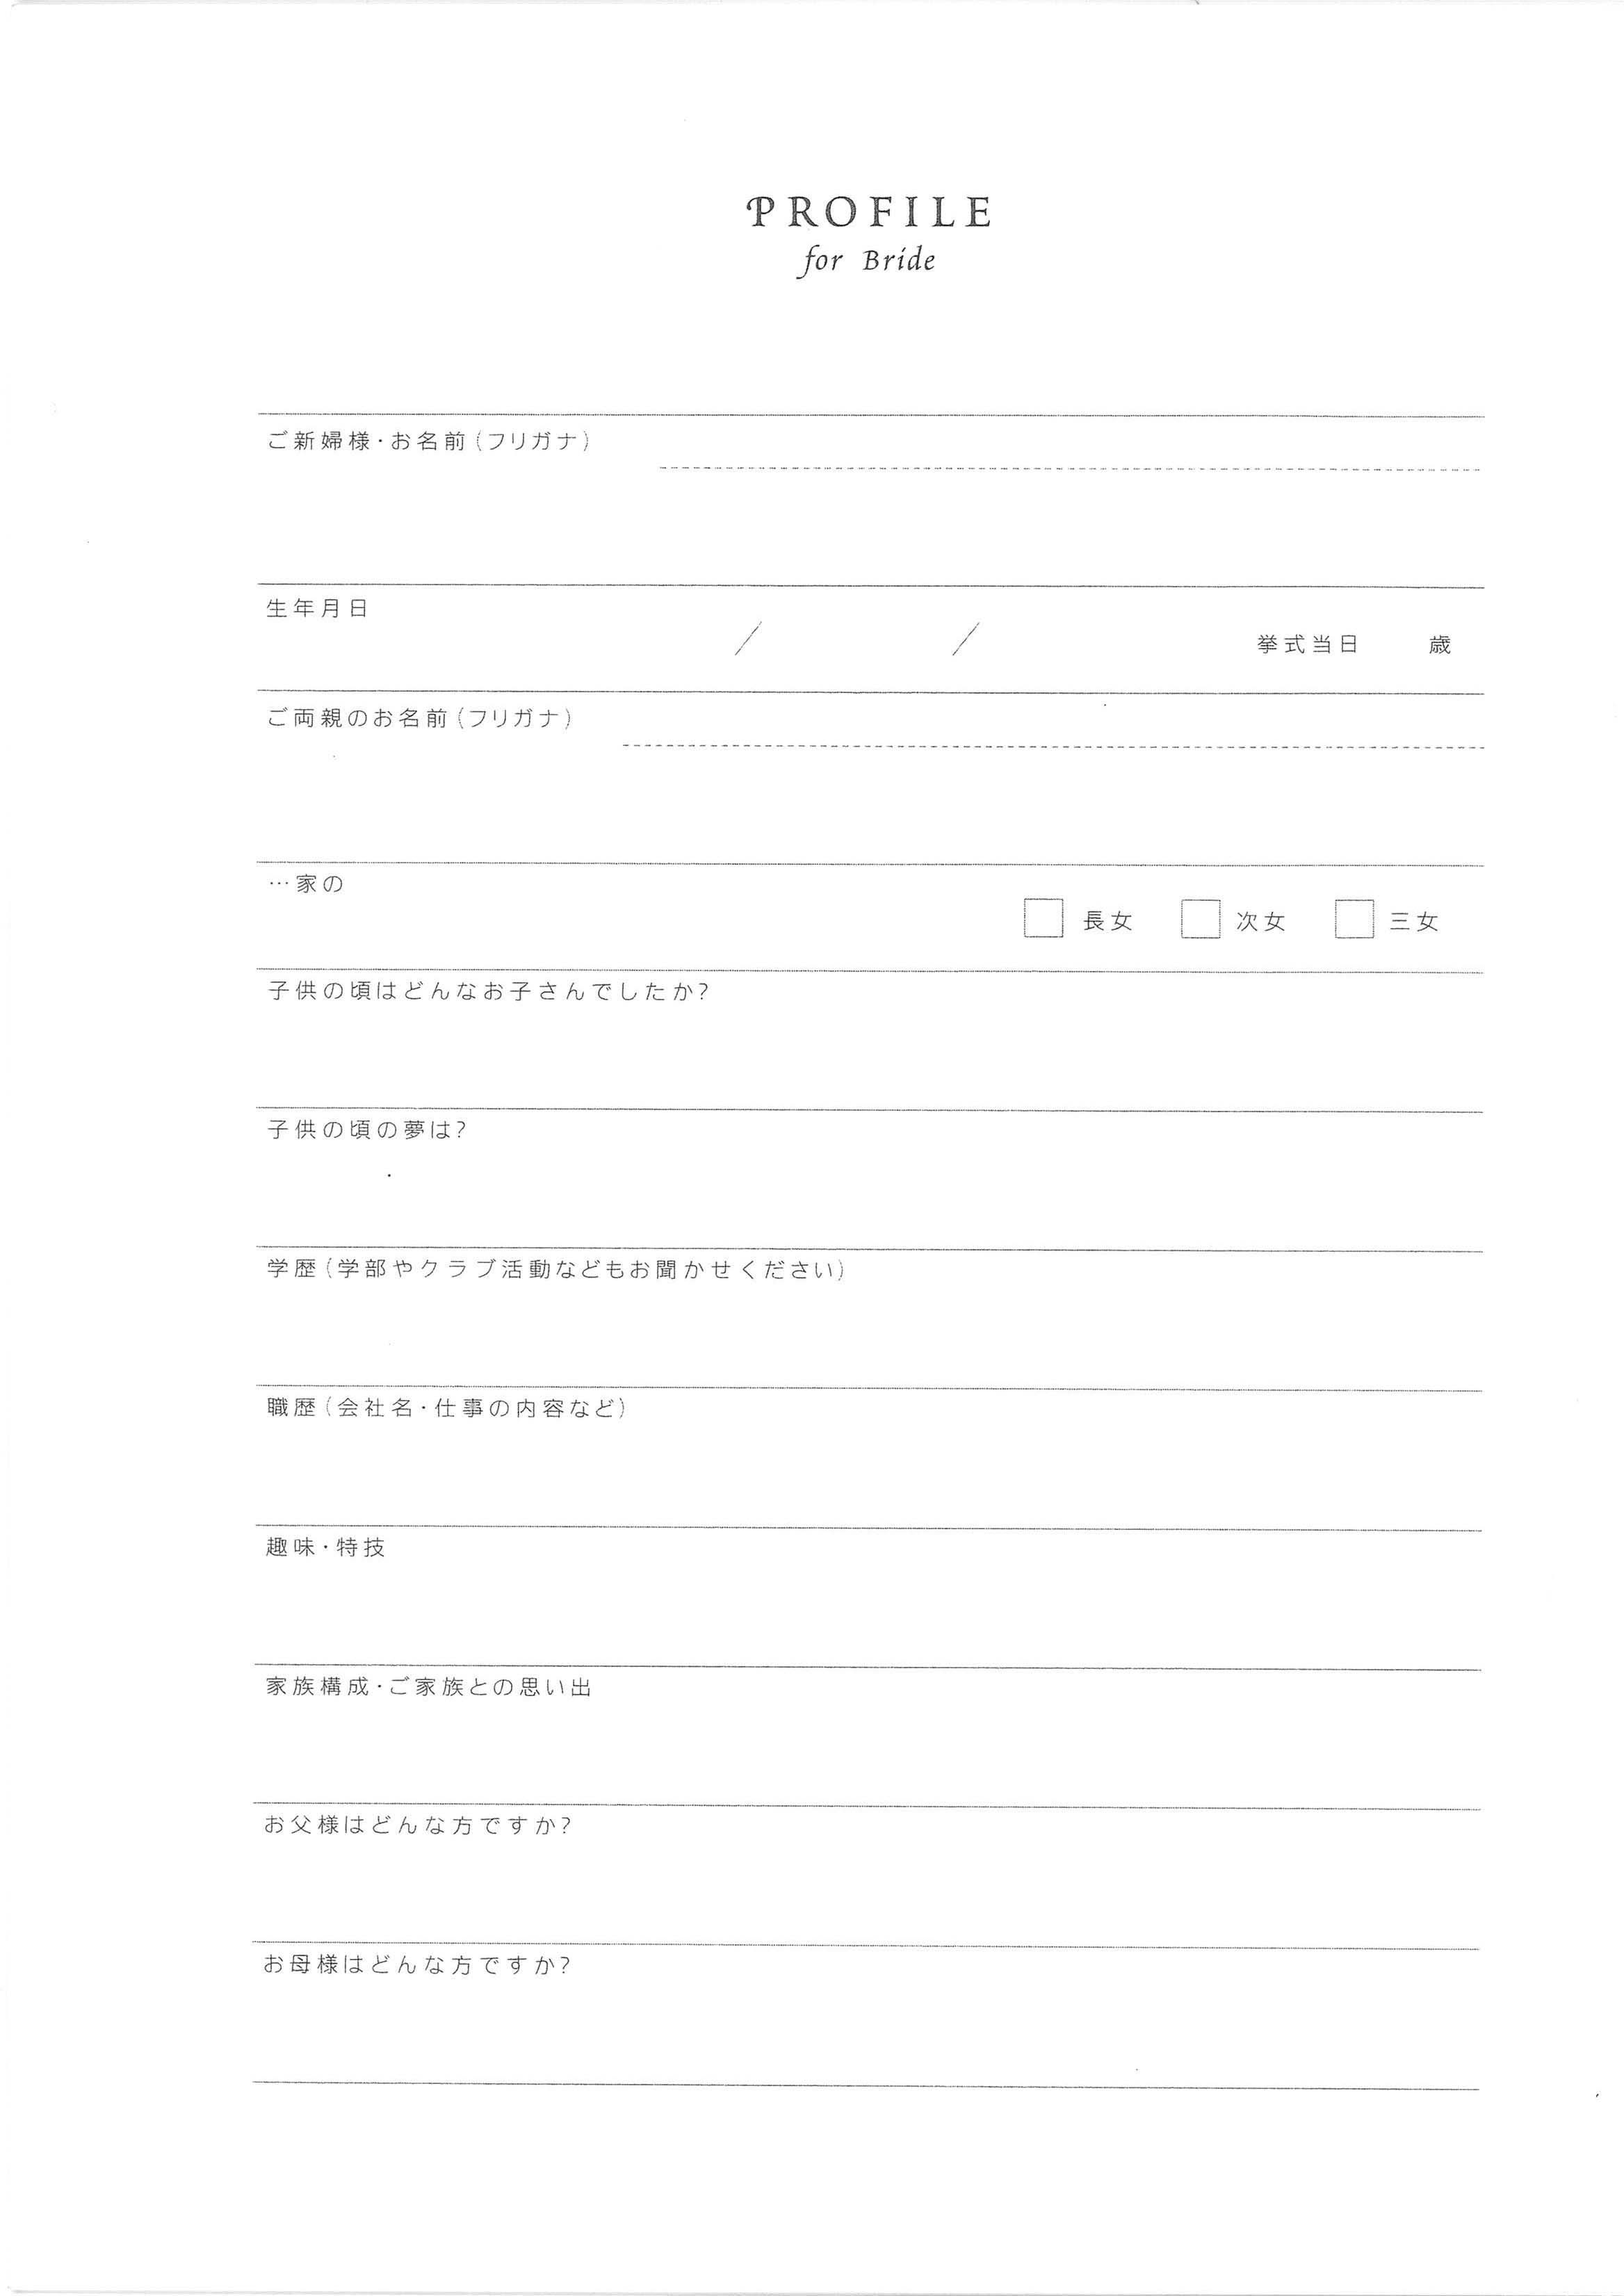 PROFILE
for Bride
ご新婦様・お名前(フリガナ)
生年月日
/ / 挙式当日 歳
ご両親のお名前(フリガナ)
…家の
長女 次女 三女
子供の頃はどんなお子さんでしたか?
子供の頃の夢は?
学歴(学部やクラブ活動などもお聞かせください)
職歴(会社名・仕事の内容など)
趣味・特技
家族構成・ご家族との思い出
お父様はどんな方ですか?
お母様はどんな方ですか?